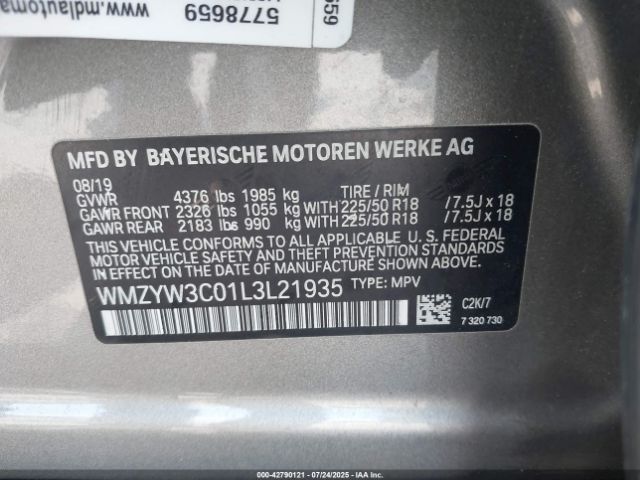 www.mdlautoma
5778659
659
MFD BY BAYERISCHE MOTOREN WERKE AG
08/19
GVWR 4376 lbs 1985 kg TIRE / RIM
GAWR FRONT 2326 lbs 1055 kg WITH 225/50 R18 / 7.5J x 18
GAWR REAR 2183 lbs 990 kg WITH 225/50 R18 / 7.5J x 18
THIS VEHICLE CONFORMS TO ALL APPLICABLE U. S. FEDERAL
MOTOR VEHICLE SAFETY AND THEFT PREVENTION STANDARDS
IN EFFECT ON THE DATE OF MANUFACTURE SHOWN ABOVE.
WMZYW3C01L3L21935 TYPE: MPV
C2K/7
7 320 730
000-42790121 - 07/24/2025 - IAAI.COM